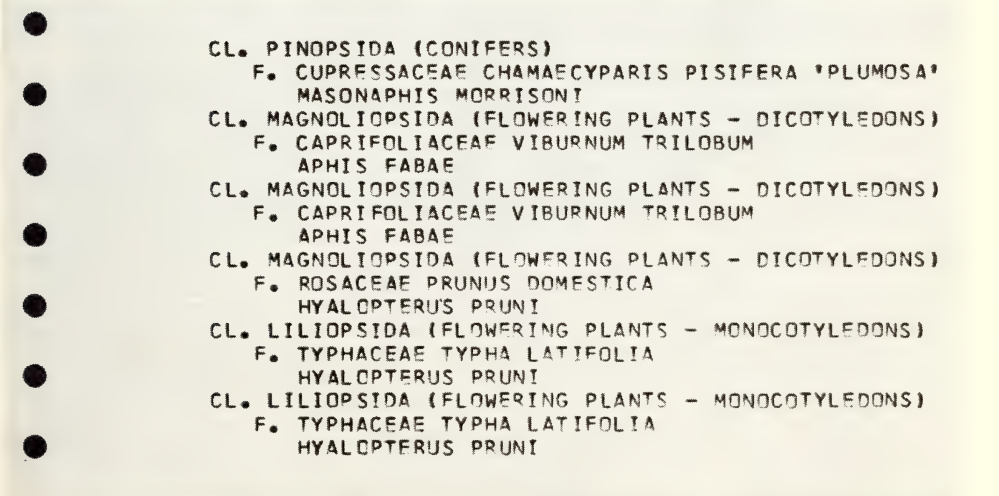 CL. PINOPSIDA (CONIFERS)
F. CUPRESSACEAE CHAMAECYPARIS PISIFERA 'PLUMOSA'
MASONAPHIS MORRISONI
CL. MAGNOLIOPSIDA (FLOWERING PLANTS - DICOTYLEDONS)
F. CAPRIFOLIACEAE VIBURNUM TRILOBUM
APHIS FABAE
CL. MAGNOLIOPSIDA (FLOWERING PLANTS - DICOTYLEDONS)
F. CAPRIFOLIACEAE VIBURNUM TRILOBUM
APHIS FABAE
CL. MAGNOLIOPSIDA (FLOWERING PLANTS - DICOTYLEDONS)
F. ROSACEAE PRUNUS DOMESTICA
HYALOPTERUS PRUNI
CL. LILIOPSIDA (FLOWERING PLANTS - MONOCOTYLEDONS)
F. TYPHACEAE TYPHA LATIFOLIA
HYALOPTERUS PRUNI
CL. LILIOPSIDA (FLOWERING PLANTS - MONOCOTYLEDONS)
F. TYPHACEAE TYPHA LATIFOLIA
HYALOPTERUS PRUNI